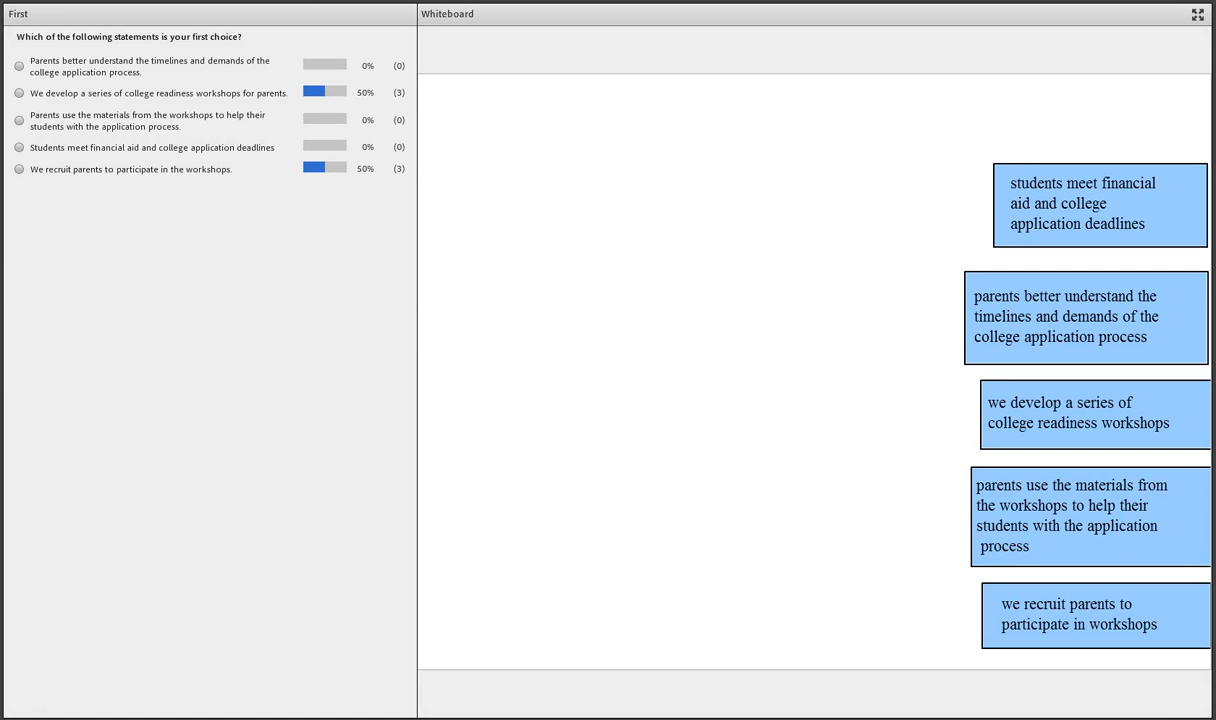 First
Which of the following statements is your first choice?
Parents better understand the timelines and demands of the
college application process.
0% (0)
We develop a series of college readiness workshops for parents.
50% (3)
Parents use the materials from the workshops to help their
students with the application process.
0% (0)
Students meet financial aid and college application deadlines
0% (0)
We recruit parents to participate in the workshops.
50% (3)
Whiteboard
students meet financial
aid and college
application deadlines
parents better understand the
timelines and demands of the
college application process
we develop a series of
college readiness workshops
parents use the materials from
the workshops to help their
students with the application
process
we recruit parents to
participate in workshops